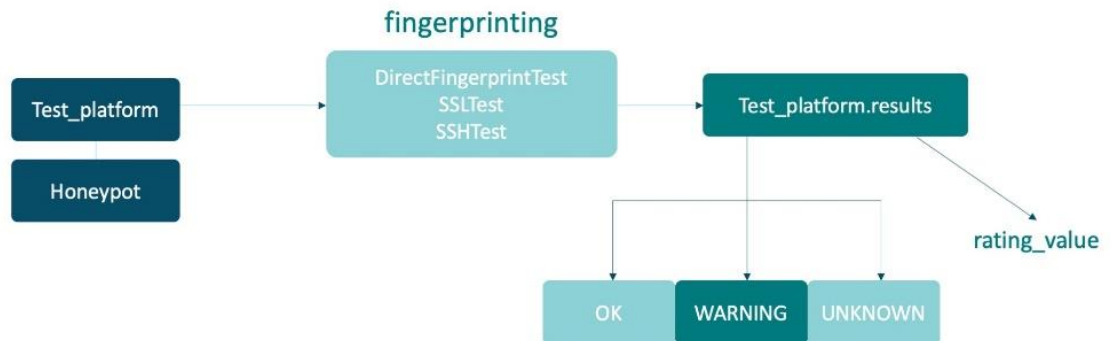 fingerprinting
DirectFingerprintTest
SSLTest
SSHTest
Test_platform
Test_platform.results
Honeypot
rating_value
OK
WARNING
UNKNOWN